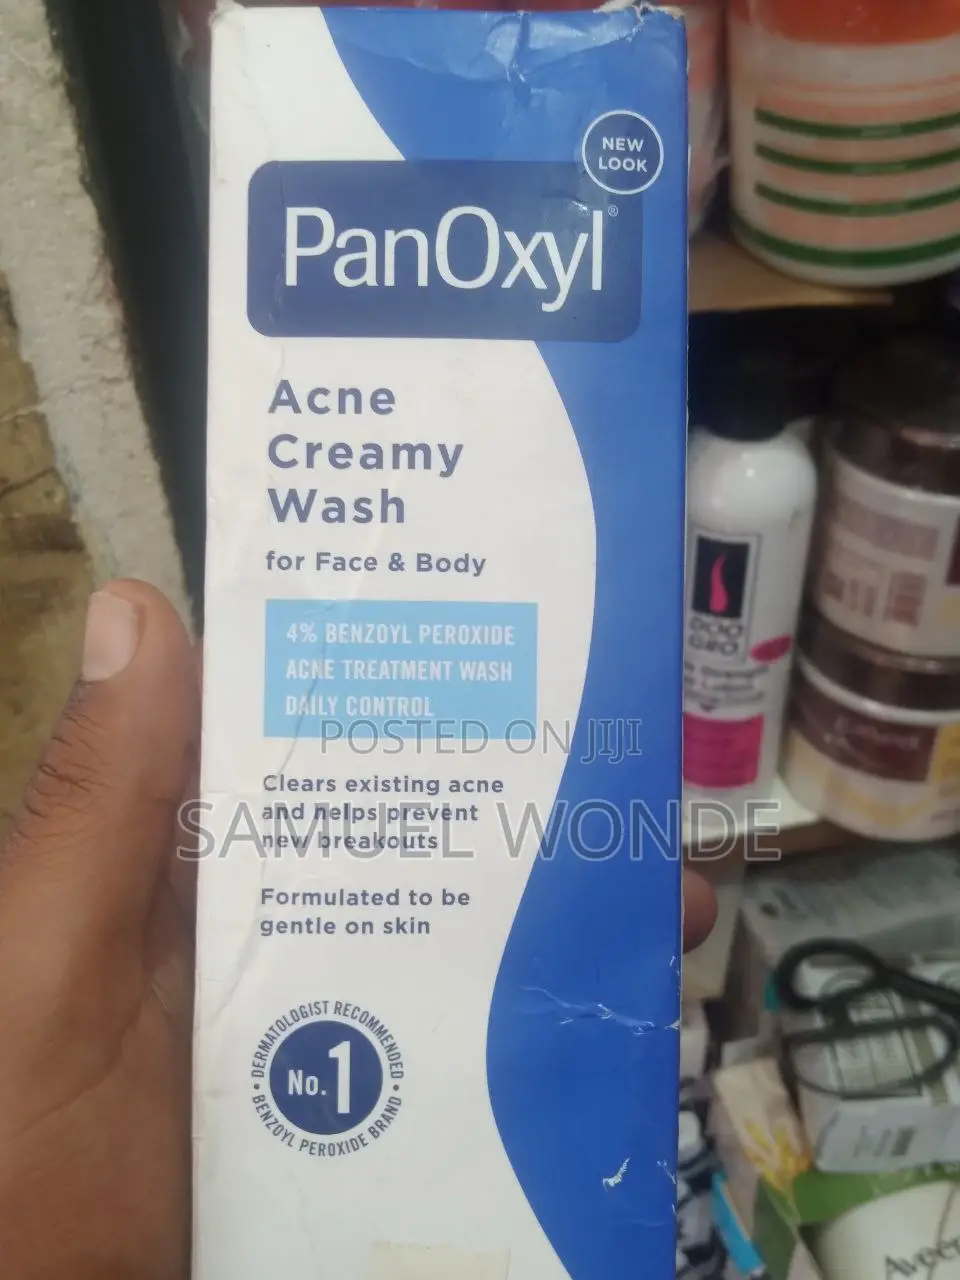 NEW
LOOK
PanOxyl®
Acne
Creamy
Wash
for Face & Body
4% BENZOYL PEROXIDE
ACNE TREATMENT WASH
DAILY CONTROL
POSTED ON JIJI
Clears existing acne
and helps prevent
new breakouts
SAMUEL WONDE
Formulated to be
gentle on skin
DERMATOLOGIST RECOMMENDED
No. 1
BENZOYL PEROXIDE BRAND
DOO
GRO